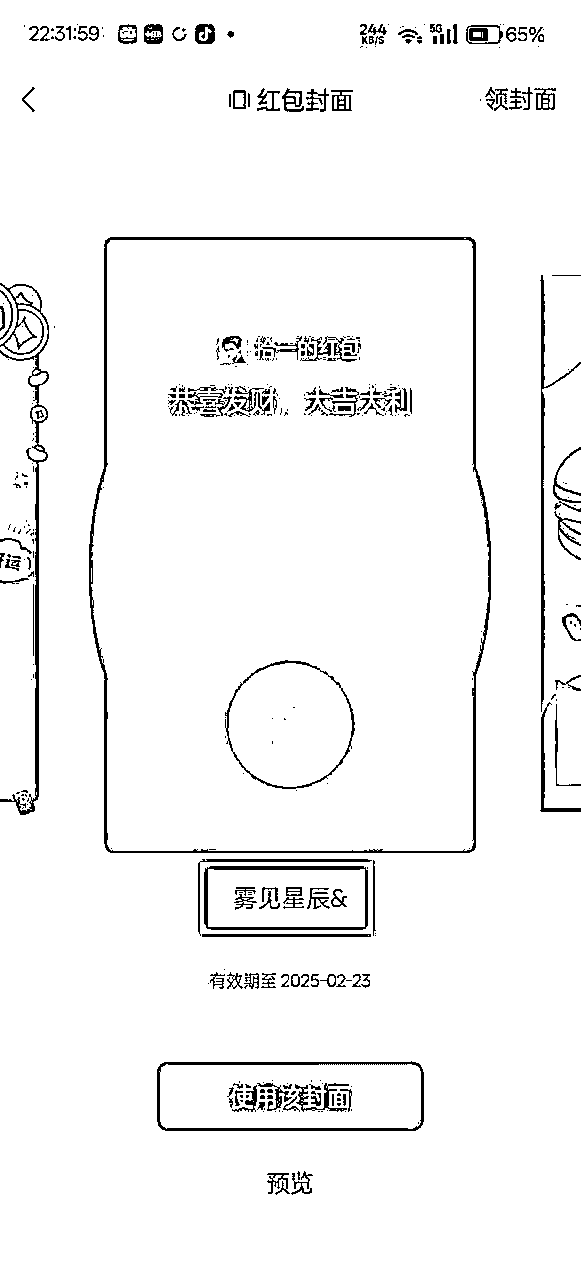 22:31:59
244 KB/S 5G 65%
红包封面
领封面
恰一的红包
恭喜发财，大吉大利
好运
雾见星辰&
有效期至 2025-02-23
使用该封面
预览